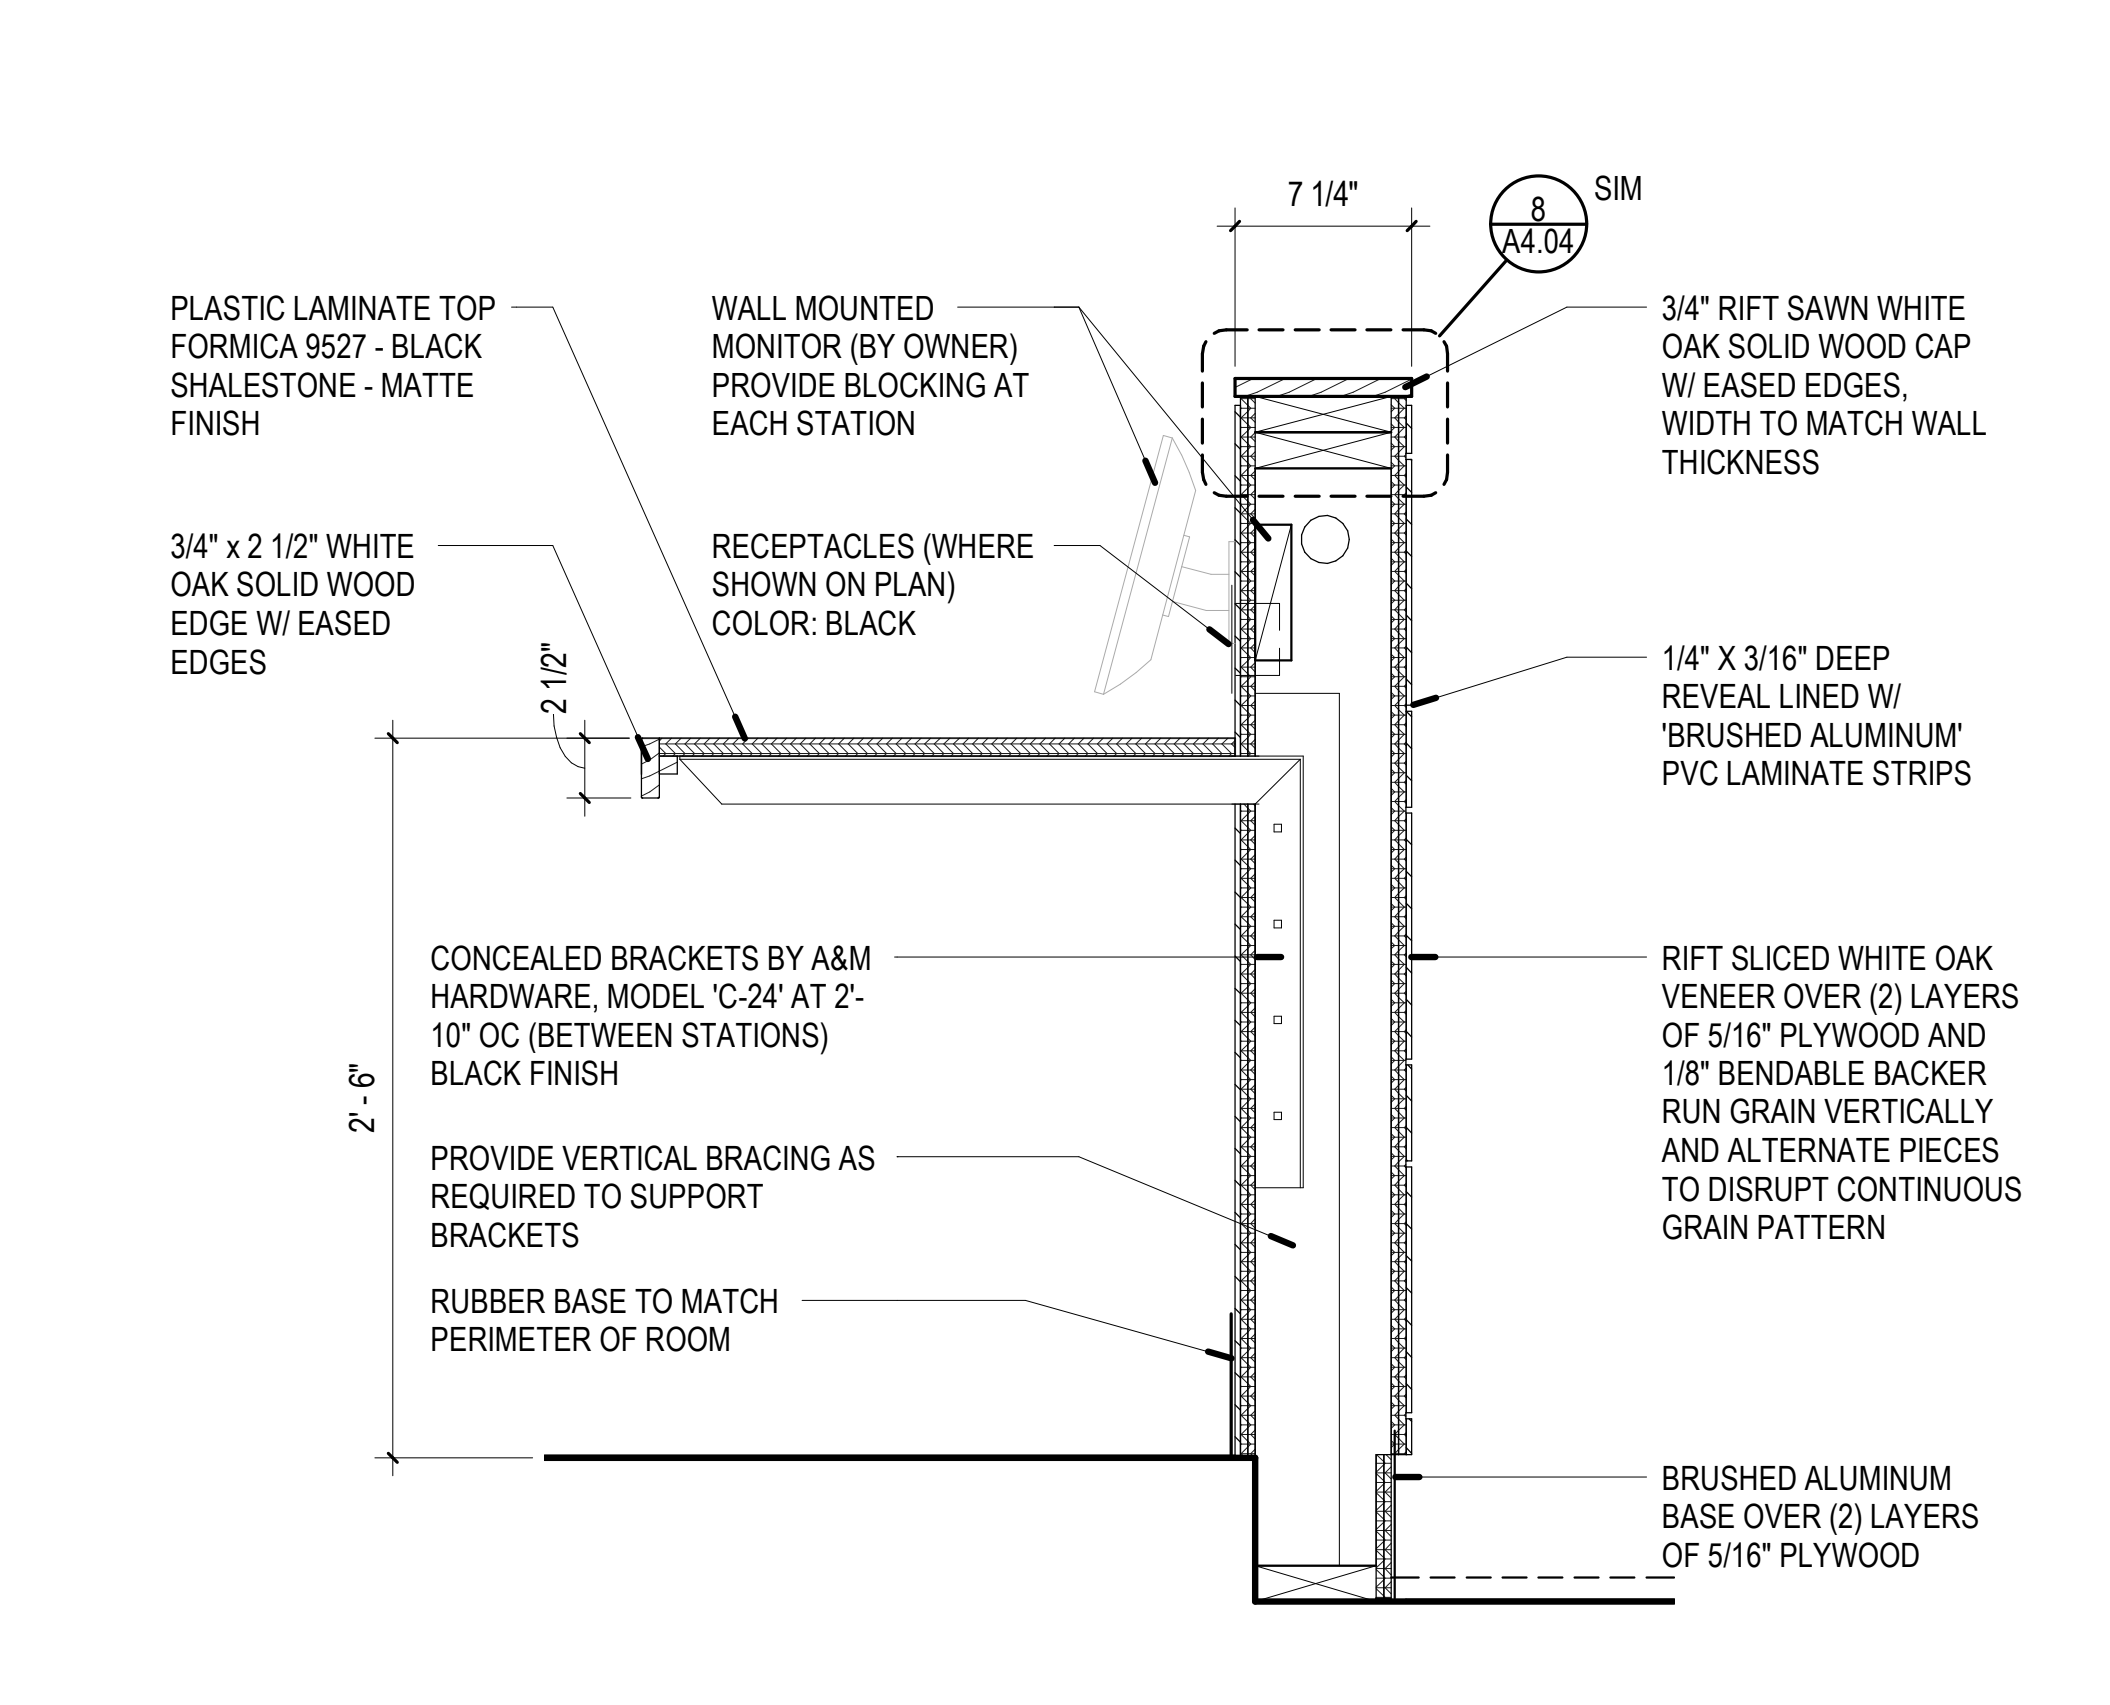 7 1/4"
8
A4.04
SIM
PLASTIC LAMINATE TOP
FORMICA 9527 - BLACK
SHALESTONE - MATTE
FINISH
WALL MOUNTED
MONITOR (BY OWNER)
PROVIDE BLOCKING AT
EACH STATION
3/4" RIFT SAWN WHITE
OAK SOLID WOOD CAP
W/ EASED EDGES,
WIDTH TO MATCH WALL
THICKNESS
3/4" x 2 1/2" WHITE
OAK SOLID WOOD
EDGE W/ EASED
EDGES
RECEPTACLES (WHERE
SHOWN ON PLAN)
COLOR: BLACK
2 1/2"
1/4" X 3/16" DEEP
REVEAL LINED W/
'BRUSHED ALUMINUM'
PVC LAMINATE STRIPS
CONCEALED BRACKETS BY A&M
HARDWARE, MODEL 'C-24' AT 2'-
10" OC (BETWEEN STATIONS)
BLACK FINISH
RIFT SLICED WHITE OAK
VENEER OVER (2) LAYERS
OF 5/16" PLYWOOD AND
1/8" BENDABLE BACKER
RUN GRAIN VERTICALLY
AND ALTERNATE PIECES
TO DISRUPT CONTINUOUS
GRAIN PATTERN
2' - 6"
PROVIDE VERTICAL BRACING AS
REQUIRED TO SUPPORT
BRACKETS
RUBBER BASE TO MATCH
PERIMETER OF ROOM
BRUSHED ALUMINUM
BASE OVER (2) LAYERS
OF 5/16" PLYWOOD